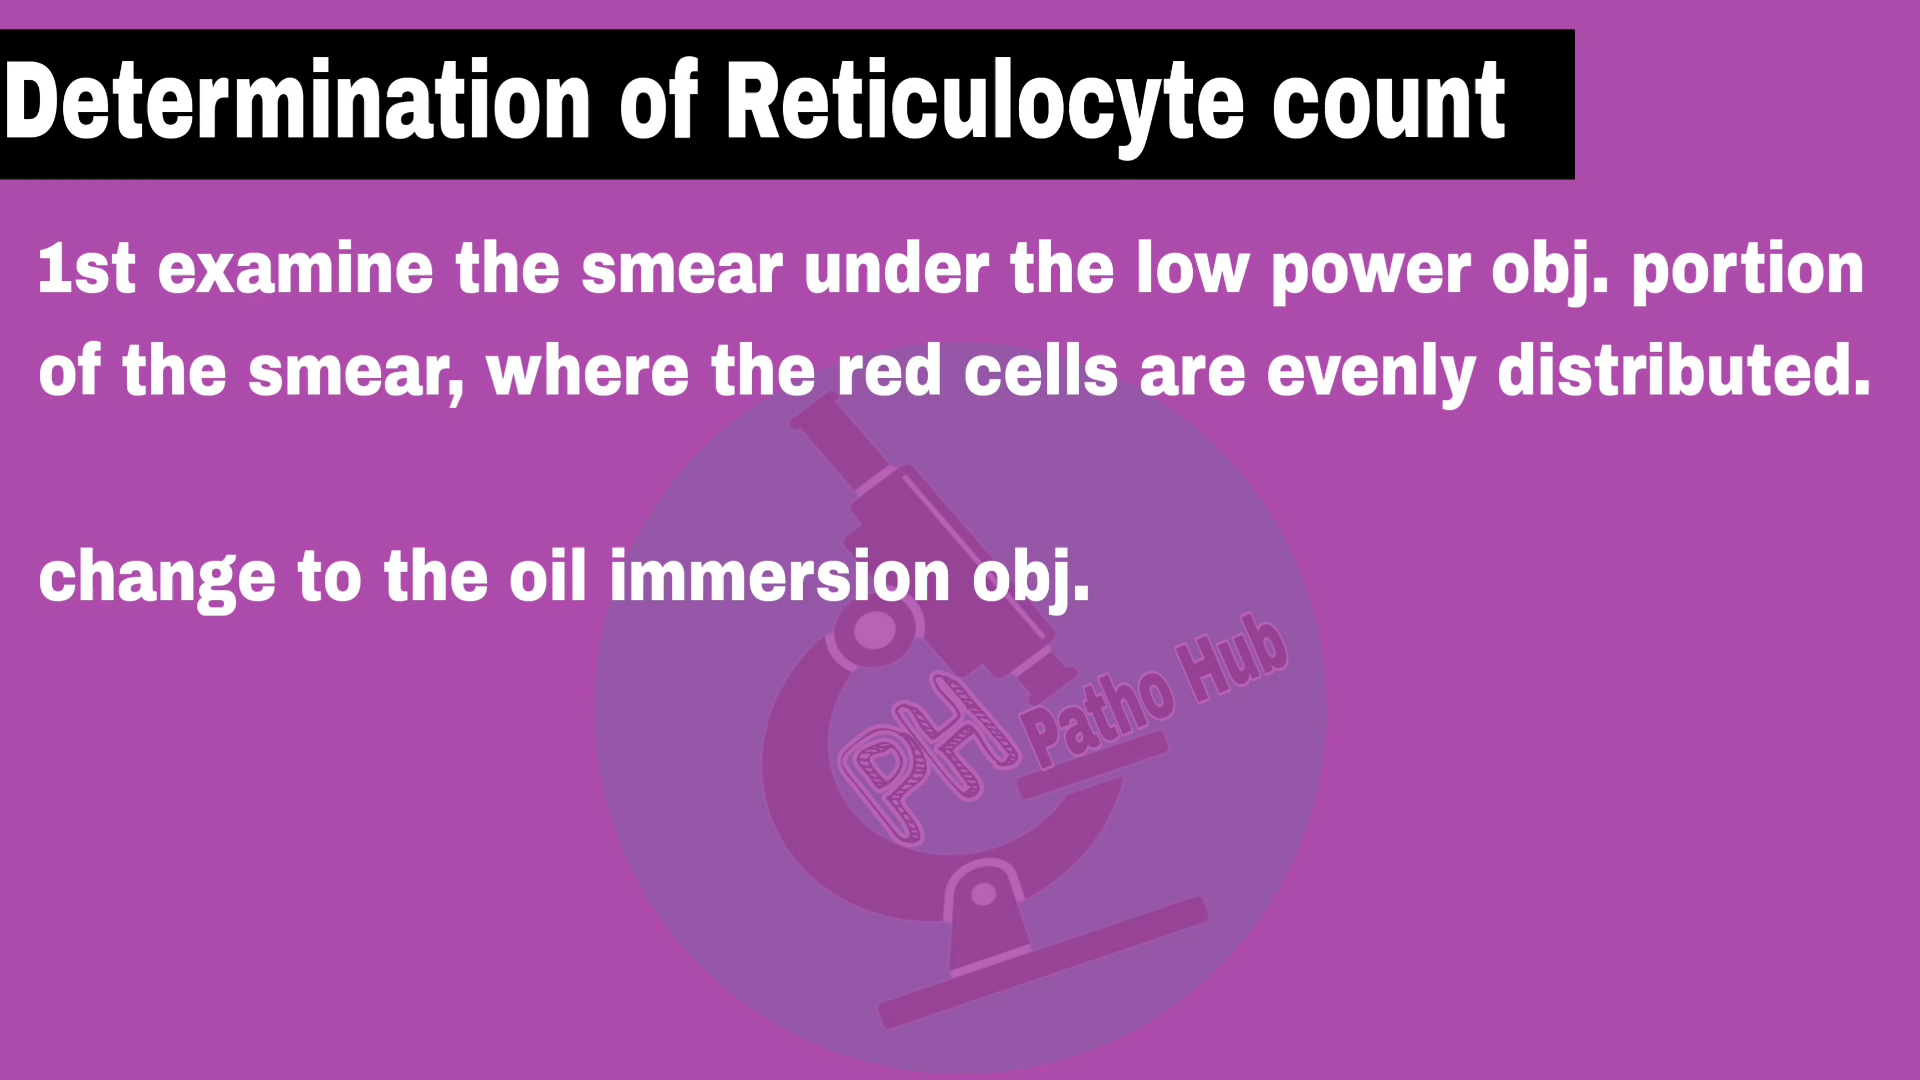 Determination of Reticulocyte count
1st examine the smear under the low power obj. portion
of the smear, where the red cells are evenly distributed.
change to the oil immersion obj.
PH
Patho Hub